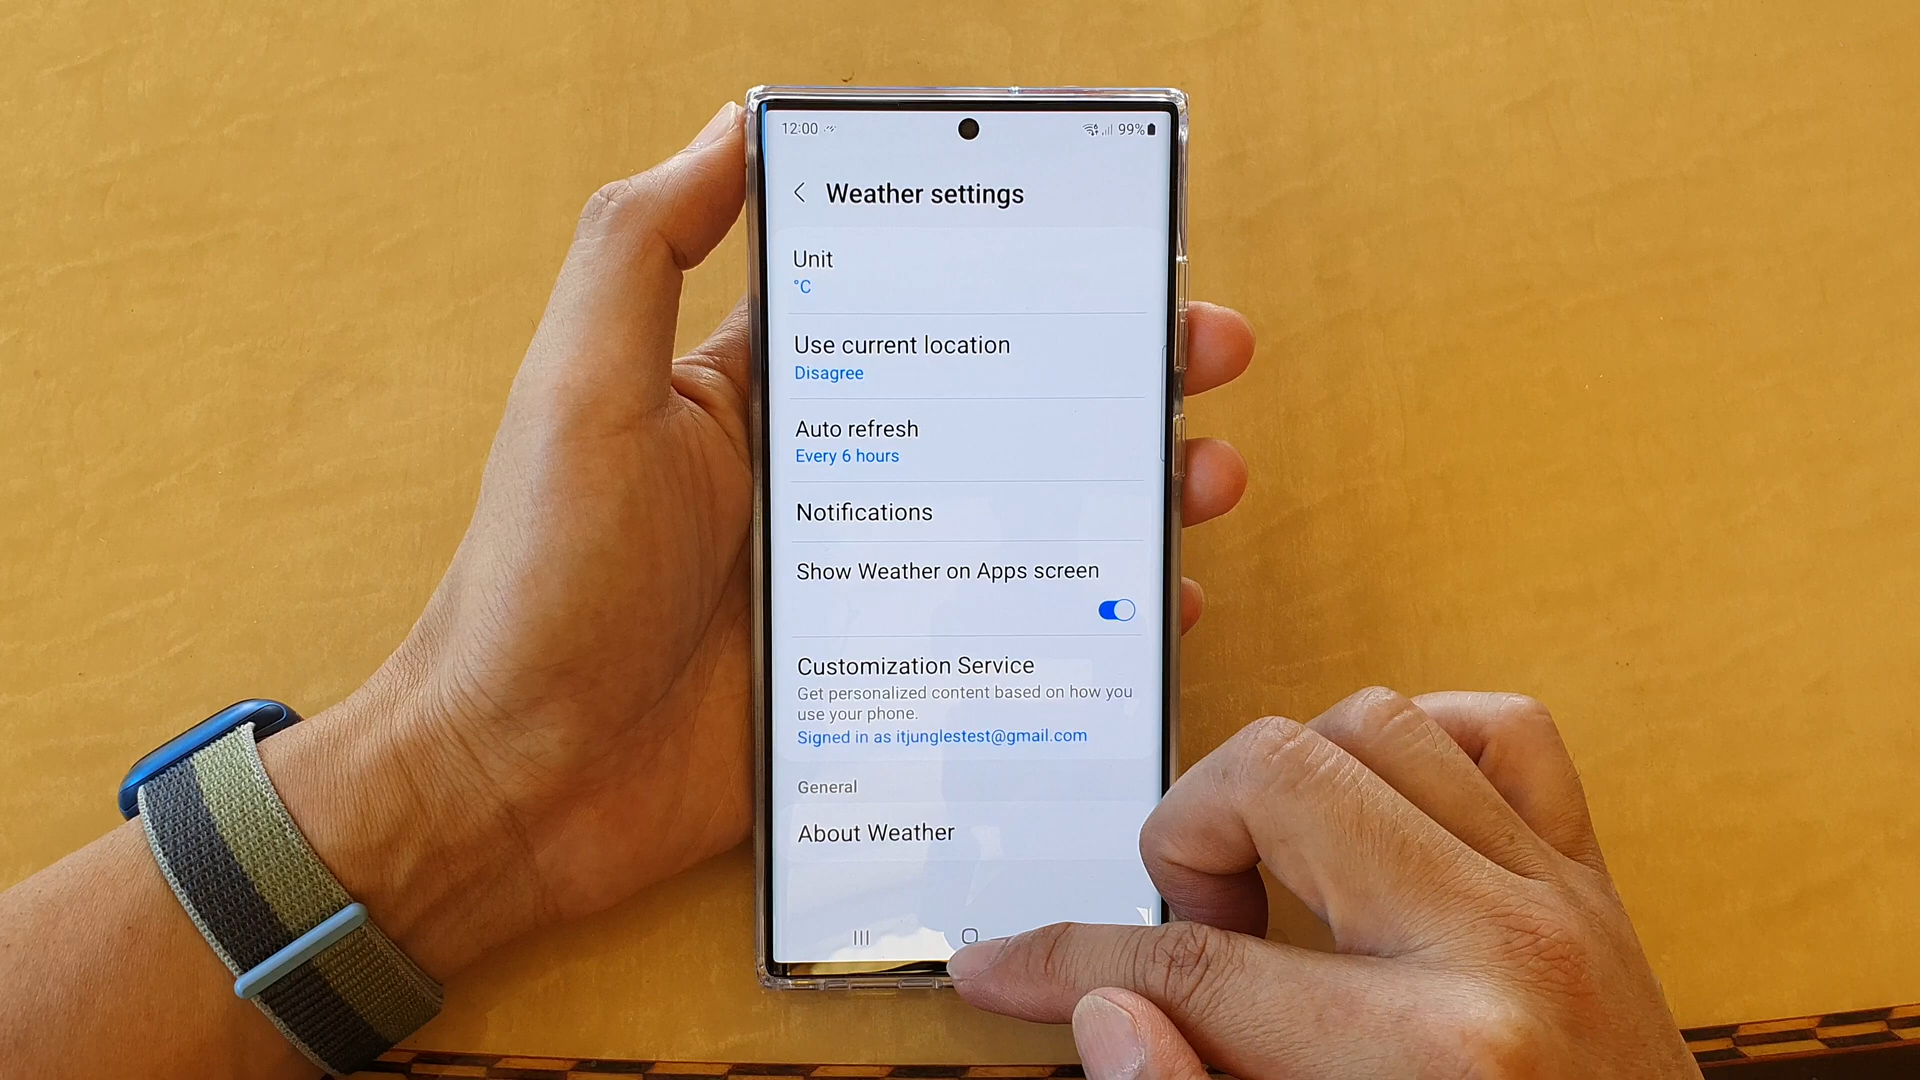 12:00 99%
Weather settings
Unit
°C
Use current location
Disagree
Auto refresh
Every 6 hours
Notifications
Show Weather on Apps screen
Customization Service
Get personalized content based on how you
use your phone.
Signed in as itjunglestest@gmail.com
General
About Weather